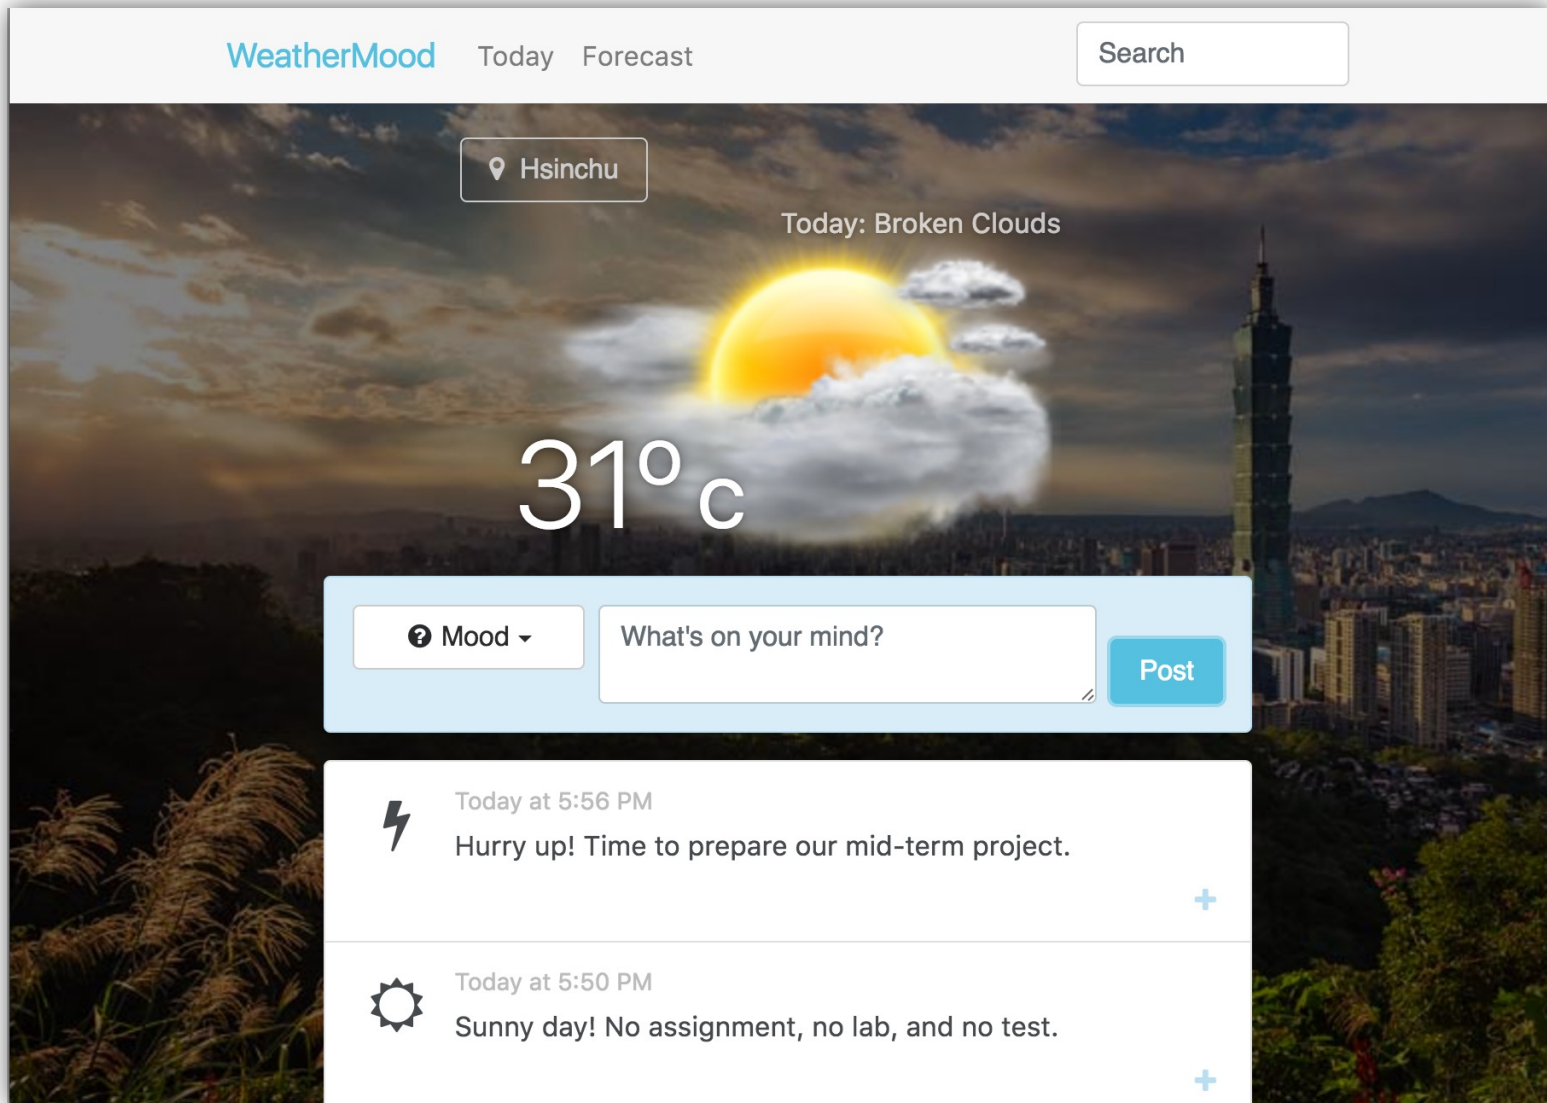 WeatherMood Today Forecast Search
Hsinchu
Today: Broken Clouds
31º c
Mood
What's on your mind?
Post
Today at 5:56 PM
Hurry up! Time to prepare our mid-term project.
Today at 5:50 PM
Sunny day! No assignment, no lab, and no test.